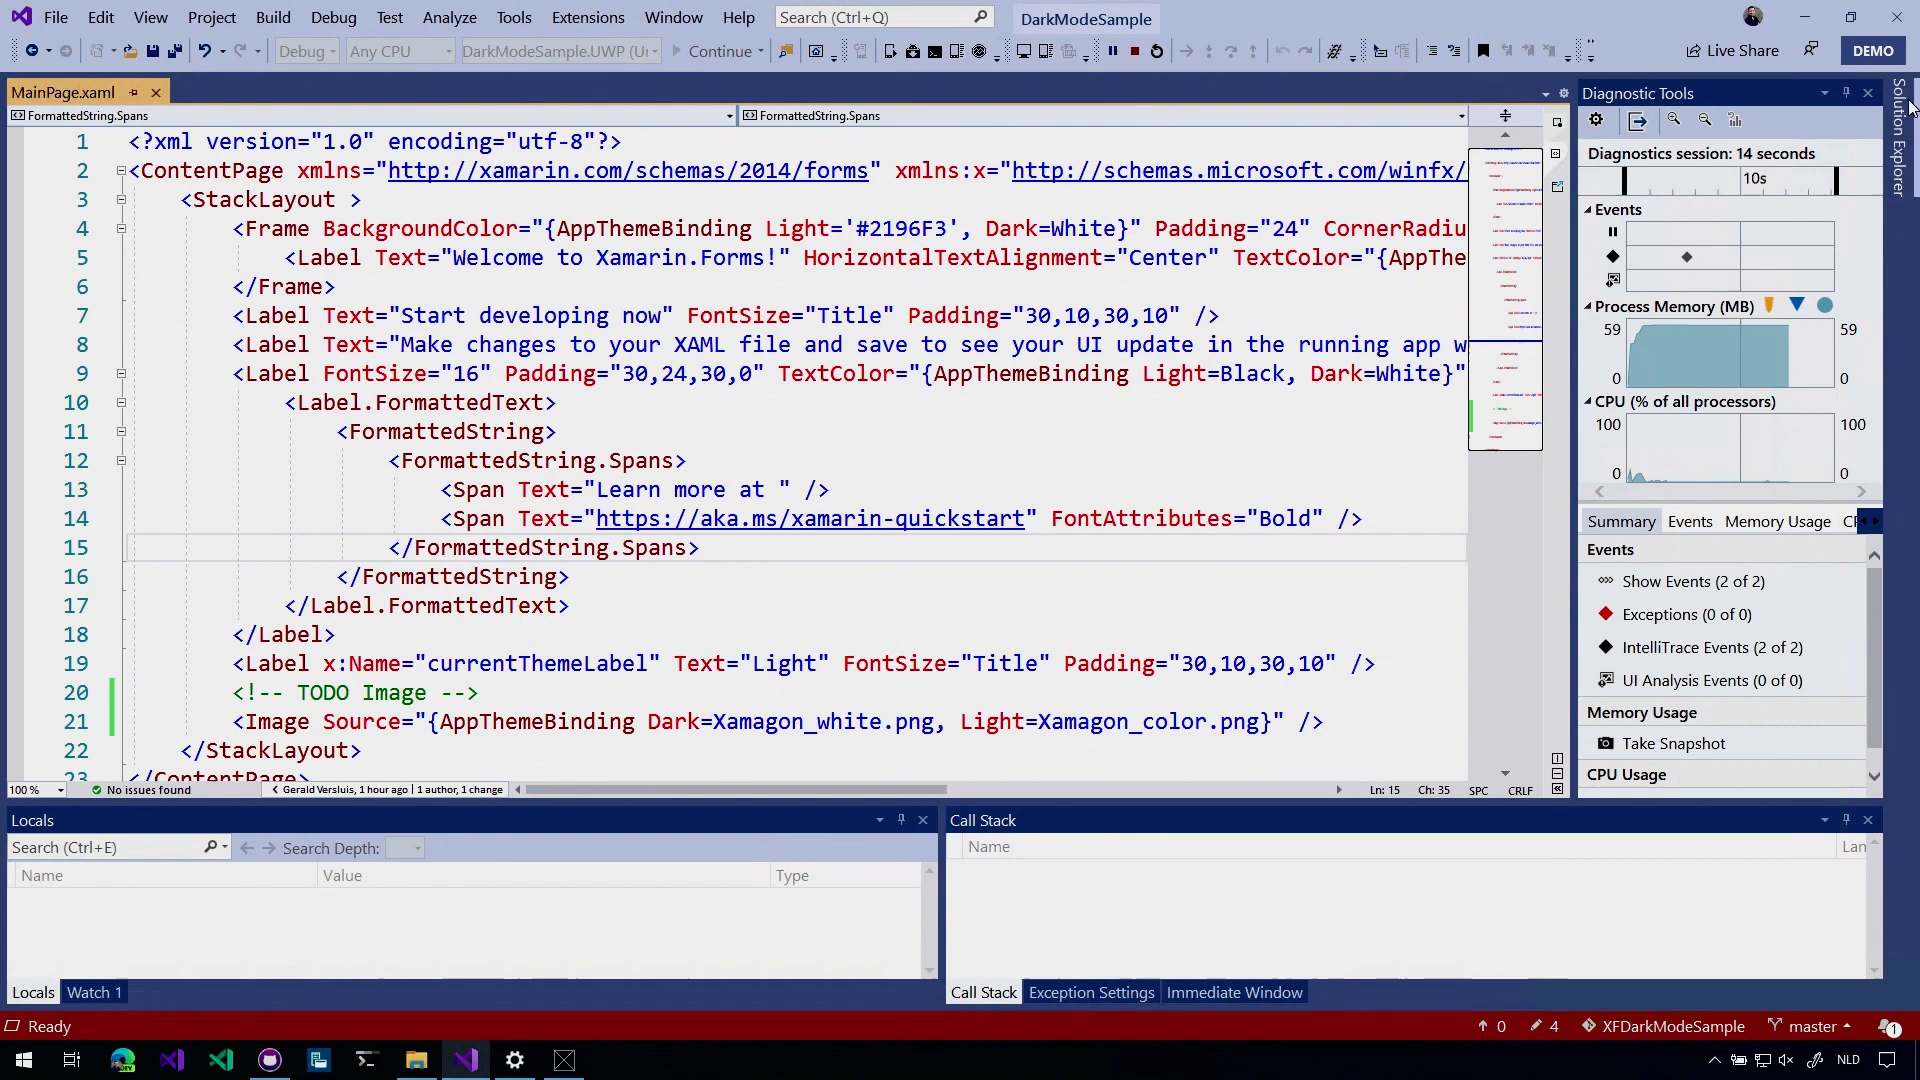 File Edit View Project Build Debug Test Analyze Tools Extensions Window Help Search (Ctrl+Q) DarkModeSample
Debug Any CPU DarkModeSample.UWP (Ur Continue Live Share DEMO
MainPage.xaml
FormattedString.Spans FormattedString.Spans
1 <?xml version="1.0" encoding="utf-8"?>
2 <ContentPage xmlns="http://xamarin.com/schemas/2014/forms" xmlns:x="http://schemas.microsoft.com/winfx/
3 <StackLayout >
4 <Frame BackgroundColor="{AppThemeBinding Light='#2196F3', Dark=White}" Padding="24" CornerRadiu
5 <Label Text="Welcome to Xamarin.Forms!" HorizontalTextAlignment="Center" TextColor="{AppThe
6 </Frame>
7 <Label Text="Start developing now" FontSize="Title" Padding="30,10,30,10" />
8 <Label Text="Make changes to your XAML file and save to see your UI update in the running app w
9 <Label FontSize="16" Padding="30,24,30,0" TextColor="{AppThemeBinding Light=Black, Dark=White}"
10 <Label.FormattedText>
11 <FormattedString>
12 <FormattedString.Spans>
13 <Span Text="Learn more at " />
14 <Span Text="https://aka.ms/xamarin-quickstart" FontAttributes="Bold" />
15 </FormattedString.Spans>
16 </FormattedString>
17 </Label.FormattedText>
18 </Label>
19 <Label x:Name="currentThemeLabel" Text="Light" FontSize="Title" Padding="30,10,30,10" />
20 <!-- TODO Image -->
21 <Image Source="{AppThemeBinding Dark=Xamagon_white.png, Light=Xamagon_color.png}" />
22 </StackLayout>
23 </ContentPage>
100 % No issues found Gerald Versluis, 1 hour ago | 1 author, 1 change Ln: 15 Ch: 35 SPC CRLF
Diagnostic Tools
Diagnostics session: 14 seconds
10s
Events
Process Memory (MB)
59 59
0 0
CPU (% of all processors)
100 100
0 0
Summary Events Memory Usage CP
Events
Show Events (2 of 2)
Exceptions (0 of 0)
IntelliTrace Events (2 of 2)
UI Analysis Events (0 of 0)
Memory Usage
Take Snapshot
CPU Usage
Solution Explorer
Locals
Search (Ctrl+E) Search Depth:
Name Value Type
Locals Watch 1
Call Stack
Name Lan
Call Stack Exception Settings Immediate Window
Ready 0 4 XFDarkModeSample master 1
NLD